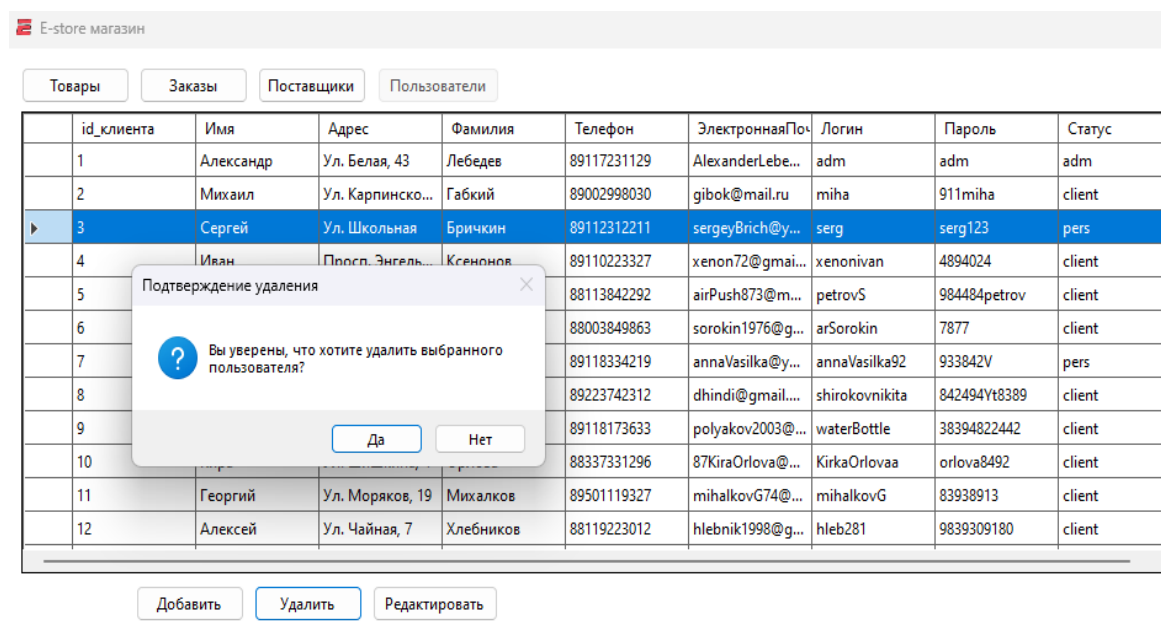 E-store магазин
Товары Заказы Поставщики Пользователи
id_клиента Имя Адрес Фамилия Телефон ЭлектроннаяПоч Логин Пароль Статус
1 Александр Ул. Белая, 43 Лебедев 89117231129 AlexanderLebe... adm adm adm
2 Михаил Ул. Карпинско... Габкий 89002998030 gibok@mail.ru miha 911miha client
3 Сергей Ул. Школьная Бричкин 89112312211 sergeyBrich@y... serg serg123 pers
4 Иван Просп. Энгель... Ксенонов 89110223327 xenon72@gmai... xenonivan 4894024 client
5 88113842292 airPush873@m... petrovS 984484petrov client
6 88003849863 sorokin1976@g... arSorokin 7877 client
7 89118334219 annaVasilka@y... annaVasilka92 933842V pers
8 89223742312 dhindi@gmail.... shirokovnikita 842494Yt8389 client
9 89118173633 polyakov2003@... waterBottle 38394822442 client
10 88337331296 87KiraOrlova@... KirkaOrlovaa orlova8492 client
11 Георгий Ул. Моряков, 19 Михалков 89501119327 mihalkovG74@... mihalkovG 83938913 client
12 Алексей Ул. Чайная, 7 Хлебников 88119223012 hlebnik1998@g... hleb281 9839309180 client
Подтверждение удаления
Вы уверены, что хотите удалить выбранного
пользователя?
Да Нет
Добавить Удалить Редактировать